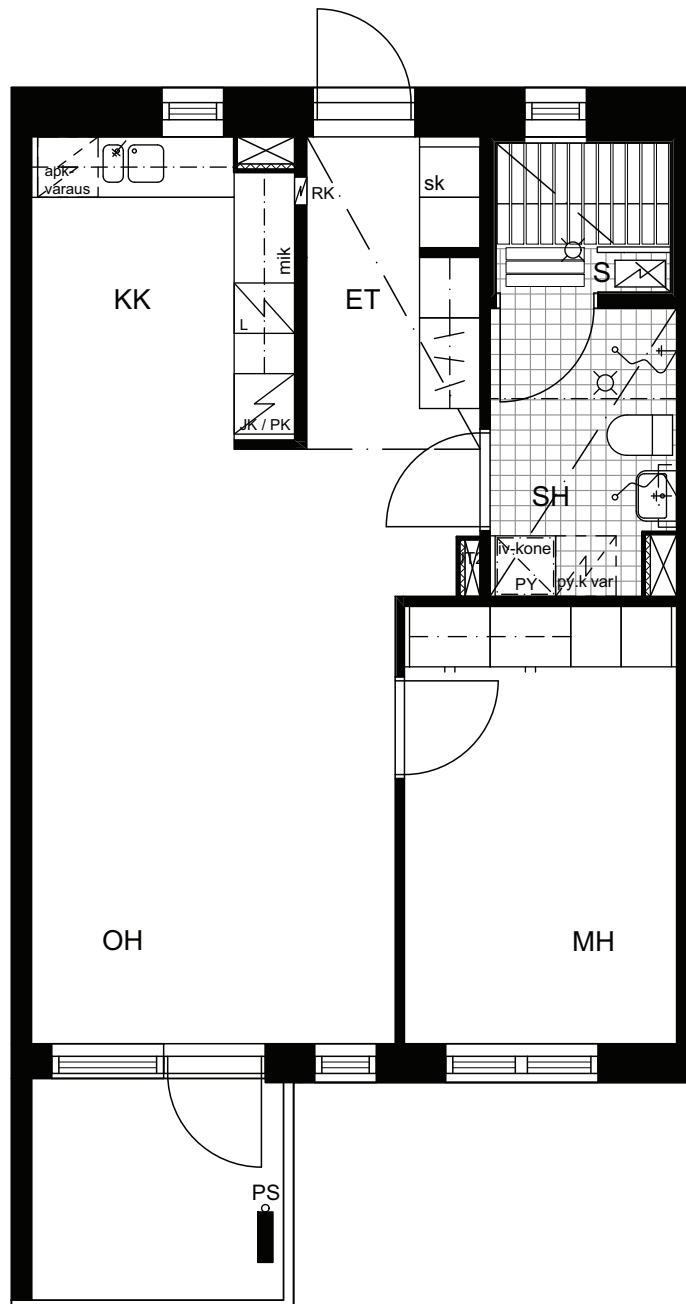 apk-
varaus
RK
sk
mik
S
KK
ET
L
JK / PK
SH
iv-kone
PY
py.k var
OH
MH
PS